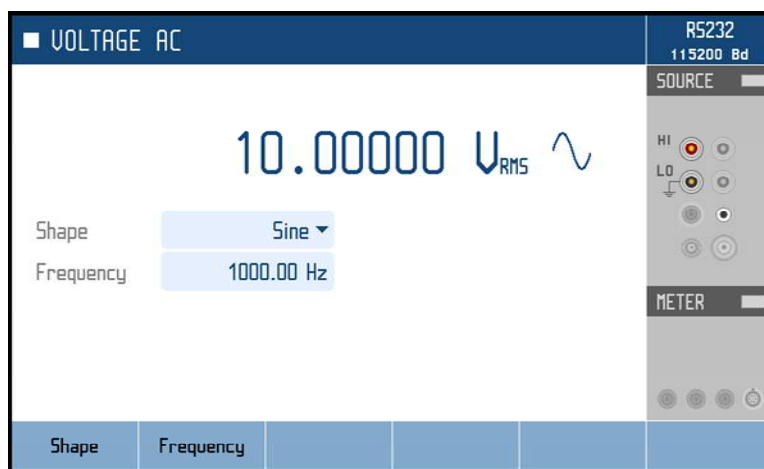 VOLTAGE AC
RS232
115200 Bd
SOURCE
10.00000 VRMS
HI
LO
Shape
Sine
Frequency
1000.00 Hz
METER
Shape
Frequency